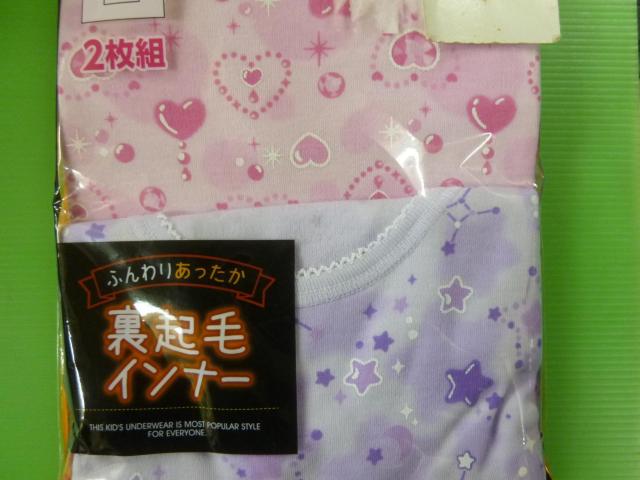 2枚組
ふんわりあったか
裏起毛
インナー
THIS KID'S UNDERWEAR IS MOST POPULAR STYLE
FOR EVERYONE.